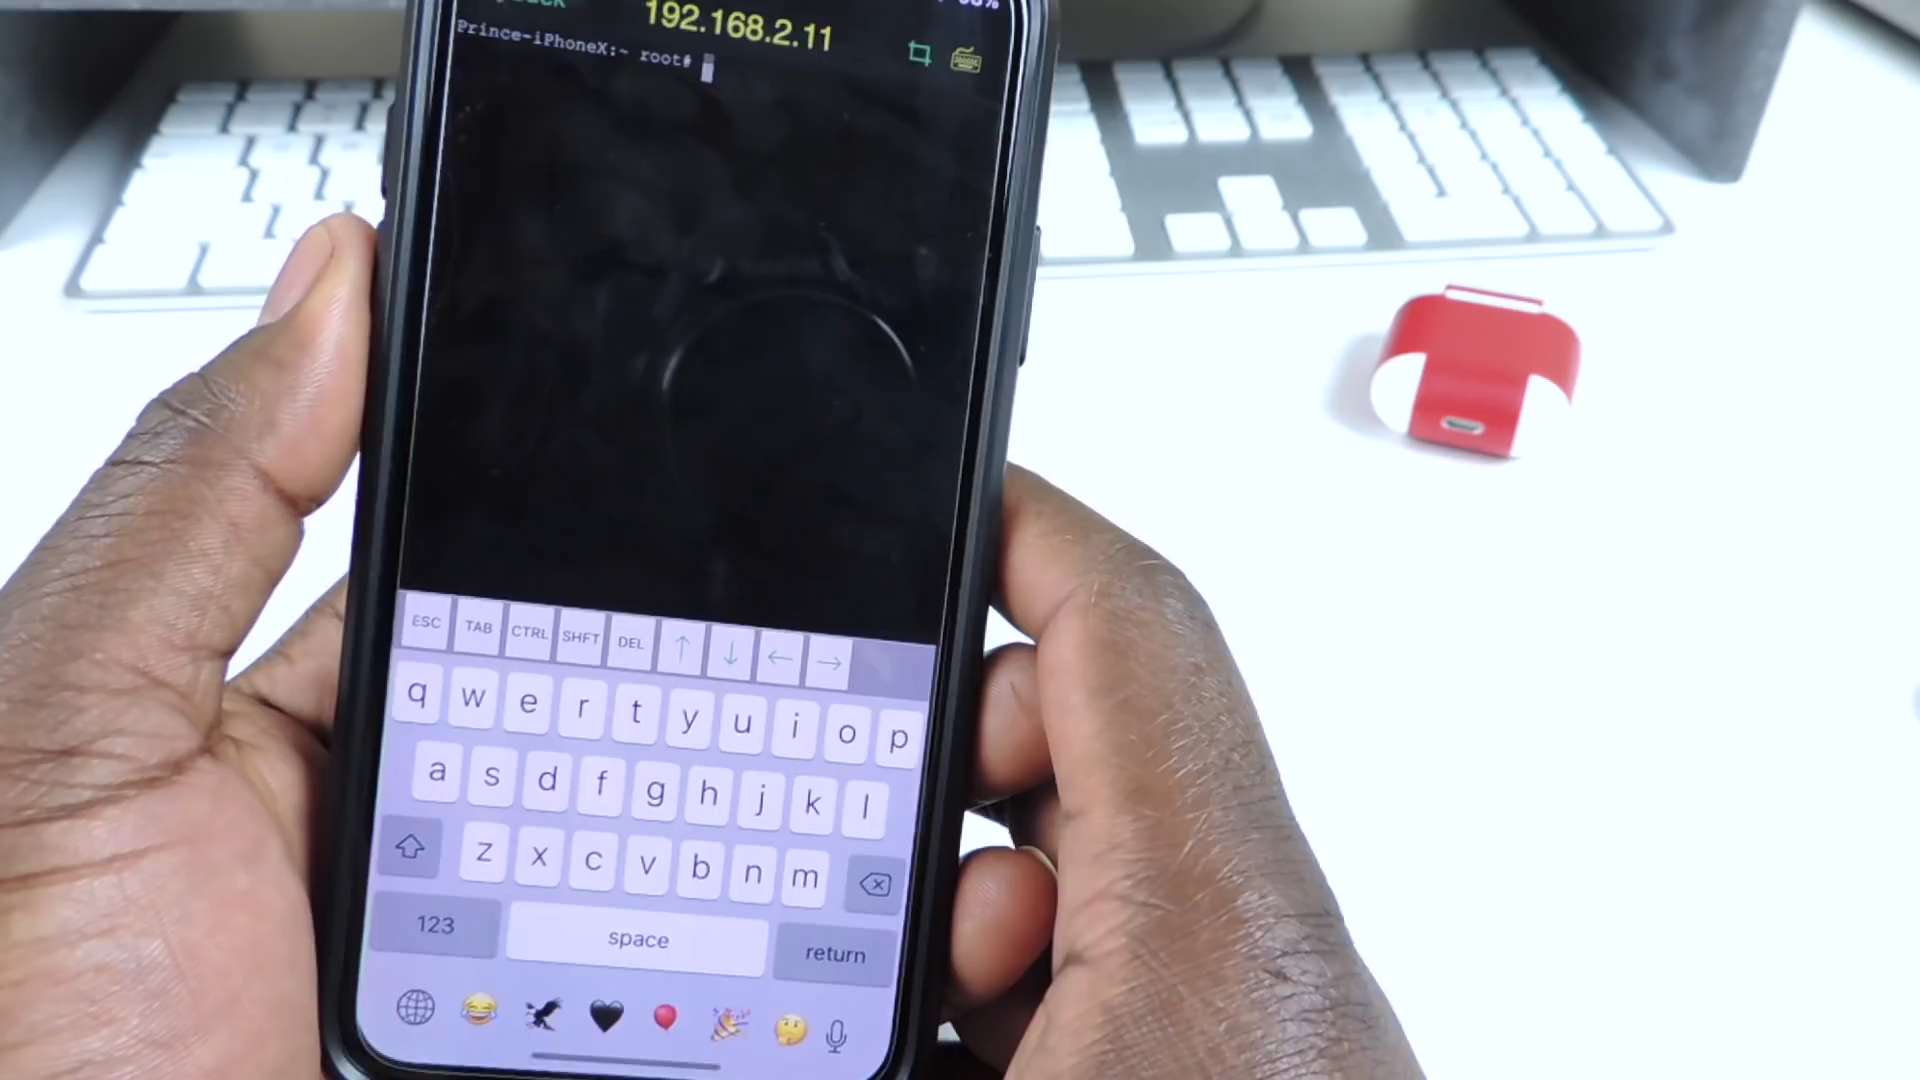 192.168.2.11
Prince-iPhoneX:~ root#
ESC TAB CTRL SHFT DEL ↑ ↓ ← →
q w e r t y u i o p
a s d f g h j k l
z x c v b n m
123 space return